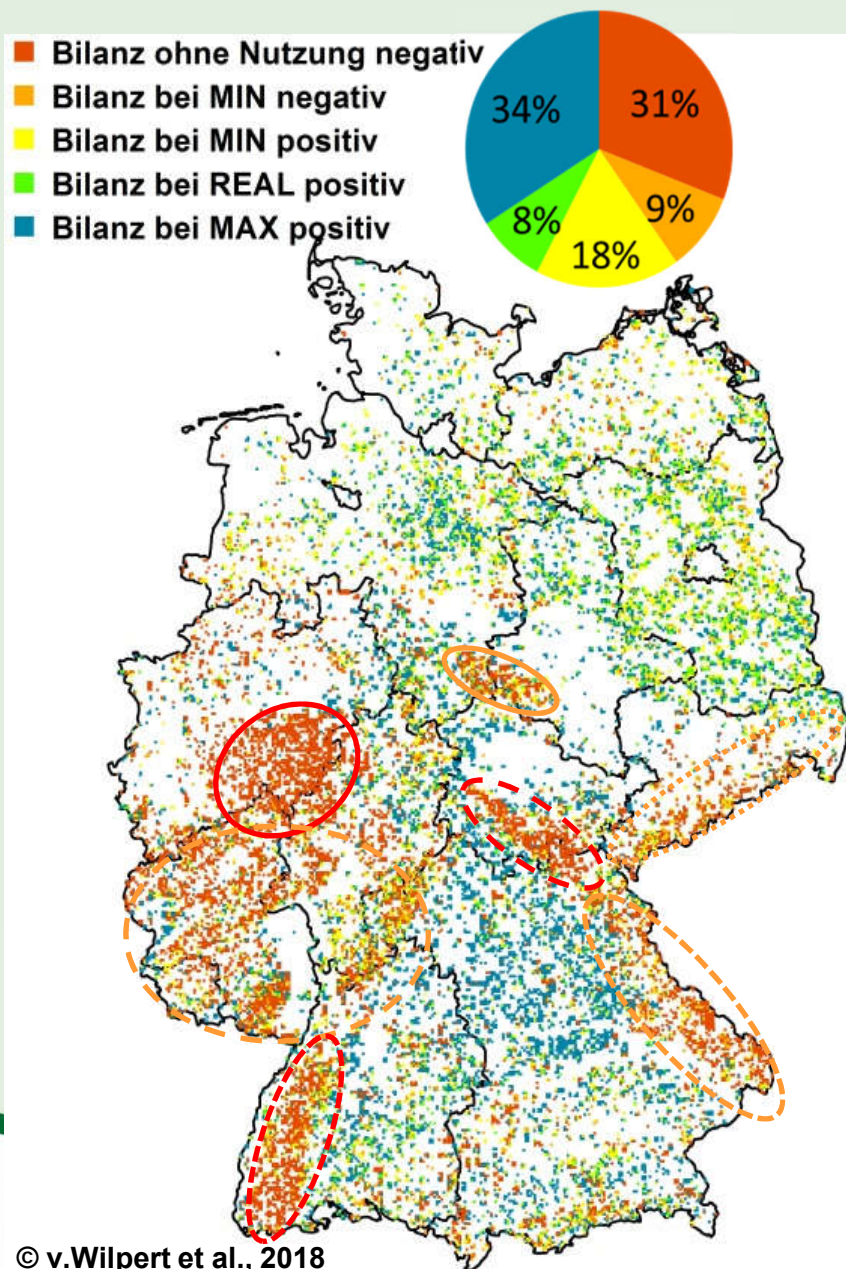 Bilanz ohne Nutzung negativ
Bilanz bei MIN negativ
Bilanz bei MIN positiv
Bilanz bei REAL positiv
Bilanz bei MAX positiv
34%
31%
9%
8%
18%
© v.Wilpert et al., 2018